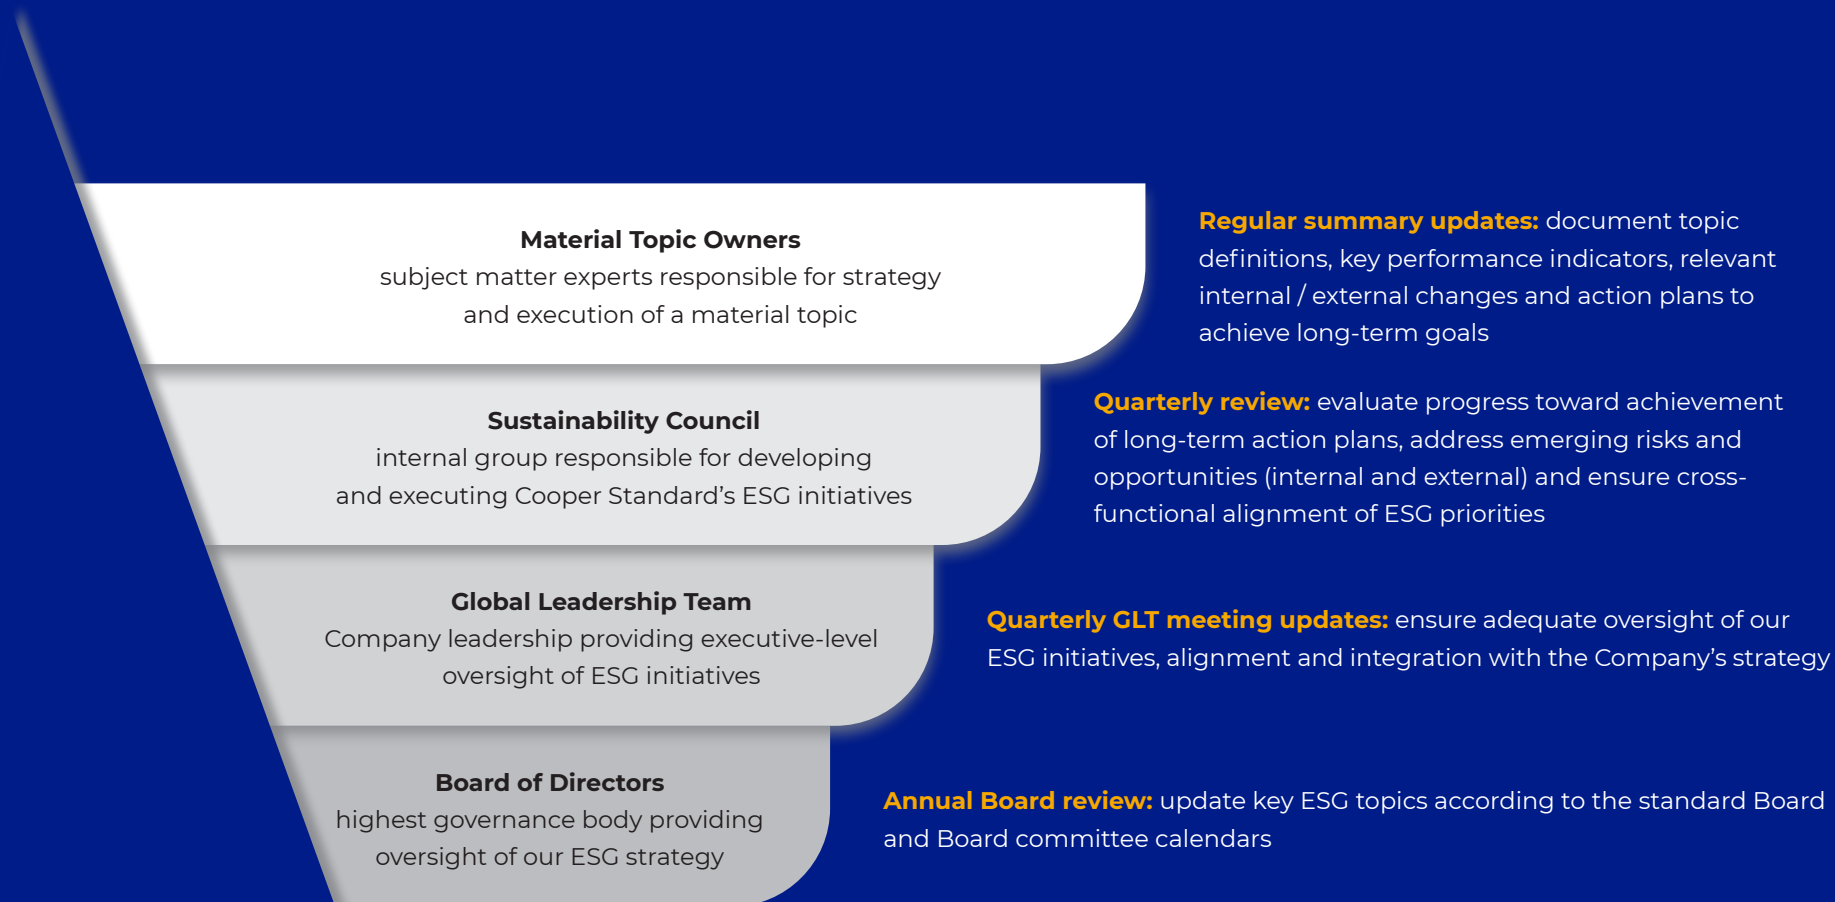 Material Topic Owners
subject matter experts responsible for strategy
and execution of a material topic
Regular summary updates: document topic
definitions, key performance indicators, relevant
internal / external changes and action plans to
achieve long-term goals
Sustainability Council
internal group responsible for developing
and executing Cooper Standard’s ESG initiatives
Quarterly review: evaluate progress toward achievement
of long-term action plans, address emerging risks and
opportunities (internal and external) and ensure cross-
functional alignment of ESG priorities
Global Leadership Team
Company leadership providing executive-level
oversight of ESG initiatives
Quarterly GLT meeting updates: ensure adequate oversight of our
ESG initiatives, alignment and integration with the Company’s strategy
Board of Directors
highest governance body providing
oversight of our ESG strategy
Annual Board review: update key ESG topics according to the standard Board
and Board committee calendars